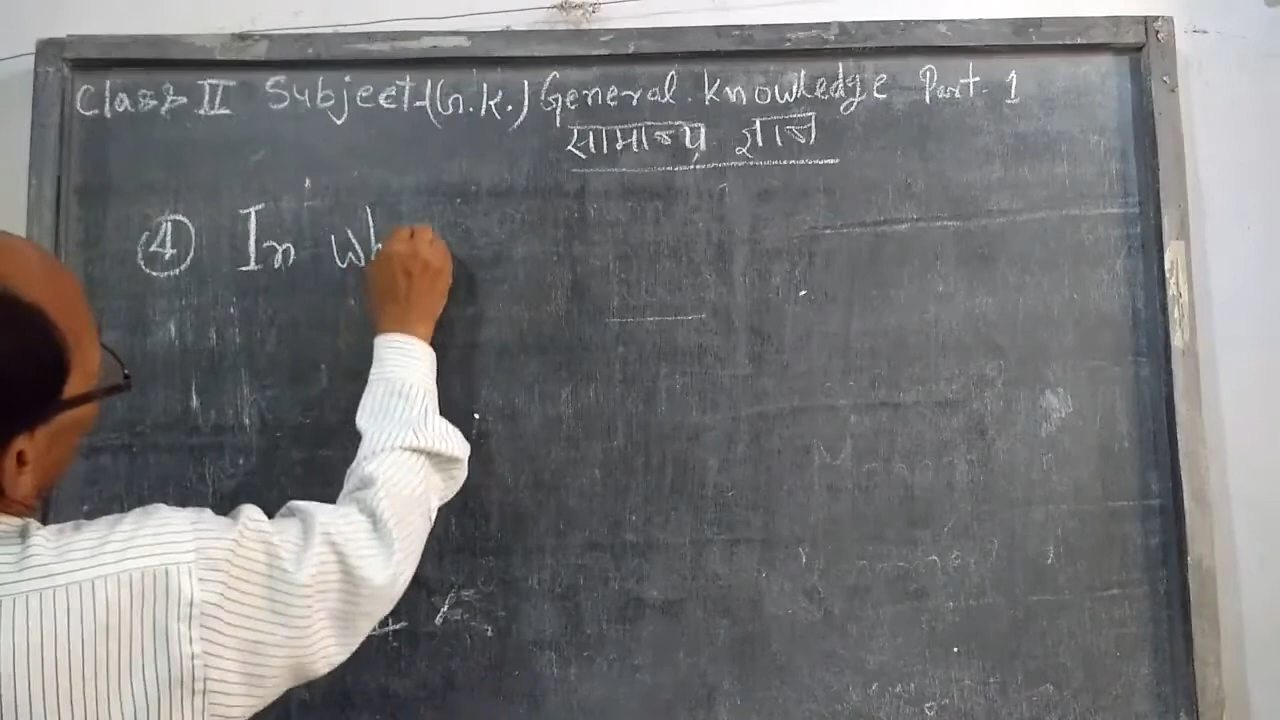 Class II Subject-(G.K.) General. Knowledge Part-1
सामान्य ज्ञान
④ In wh